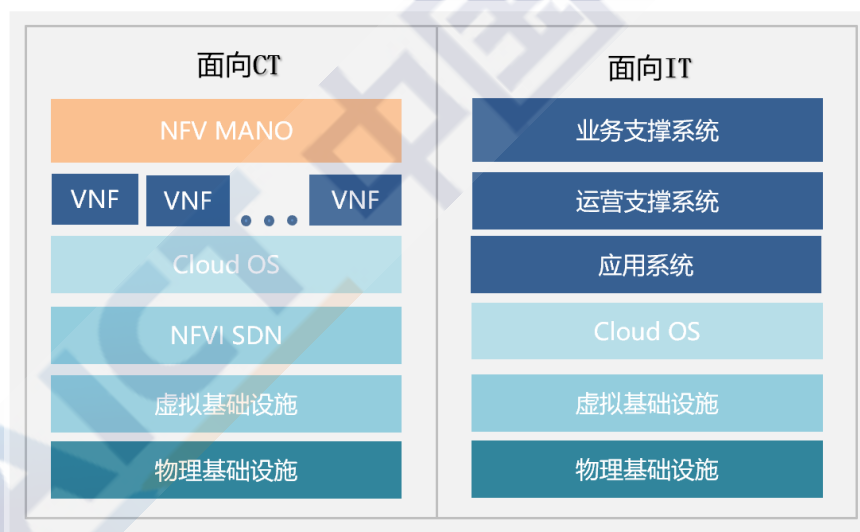 面向CT
NFV MANO
VNF
VNF
VNF
Cloud OS
NFVI SDN
虚拟基础设施
物理基础设施
面向IT
业务支撑系统
运营支撑系统
应用系统
Cloud OS
虚拟基础设施
物理基础设施
AICT 中国